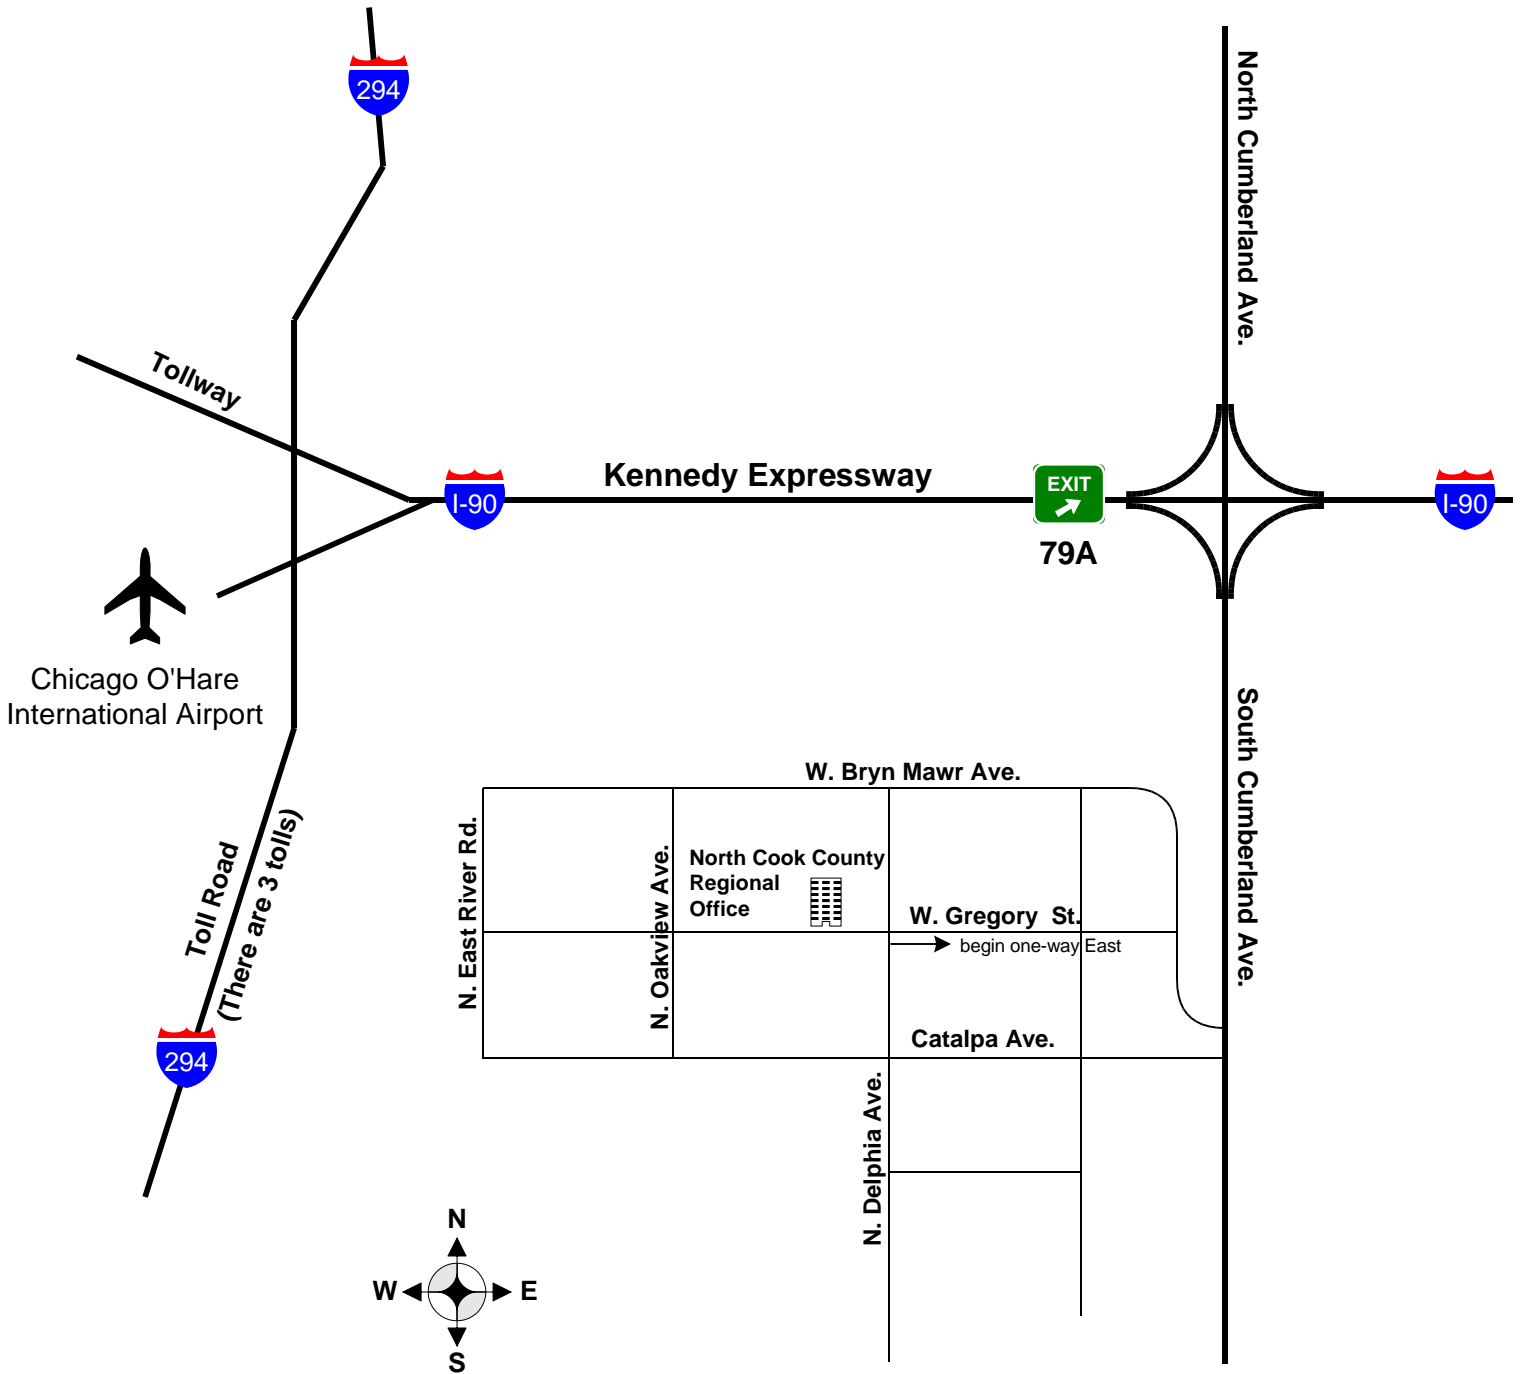 294
North Cumberland Ave.
Tollway
Kennedy Expressway
I-90
EXIT
79A
I-90
Chicago O'Hare
International Airport
South Cumberland Ave.
W. Bryn Mawr Ave.
N. East River Rd.
N. Oakview Ave.
North Cook County
Regional
Office
W. Gregory St.
begin one-way East
Toll Road
(There are 3 tolls)
294
Catalpa Ave.
N. Delphia Ave.
N
W
E
S